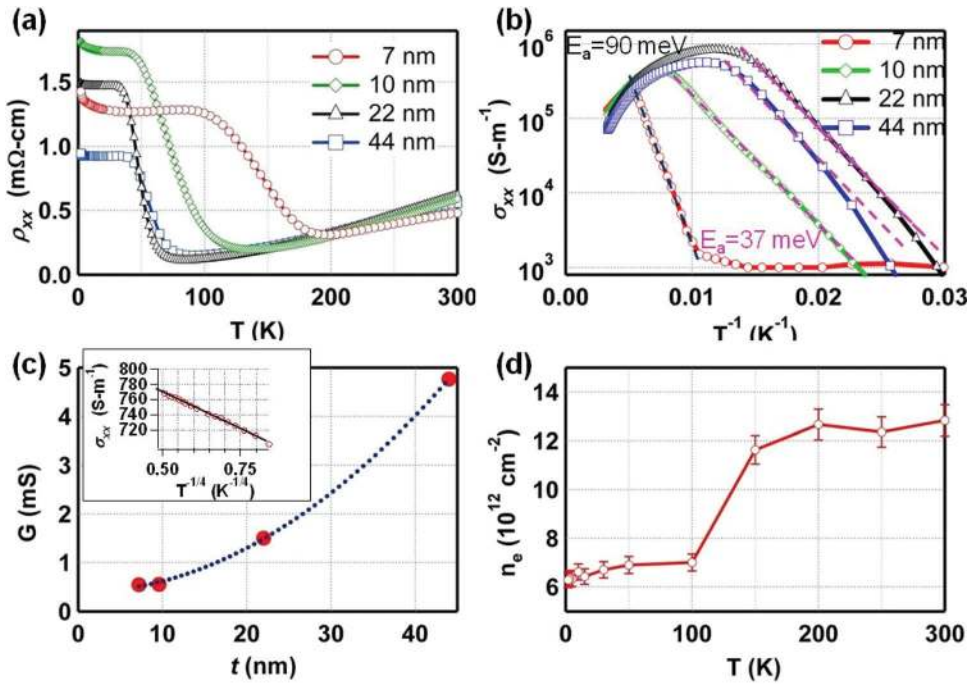 (a)
ρxx (mΩ-cm)
1.5
1.0
0.5
0.0
7 nm
10 nm
22 nm
44 nm
0
100
200
300
T (K)
(b)
σxx (S-m-1)
10^6
10^5
10^4
10^3
Ea=90 meV
7 nm
10 nm
22 nm
44 nm
Ea=37 meV
0.00
0.01
0.02
0.03
T-1 (K-1)
(c)
G (mS)
5
4
3
2
1
0
σxx (S-m-1)
800
780
760
740
720
0.50
0.75
T-1/4 (K-1/4)
0
10
20
30
40
t (nm)
(d)
ne (10^12 cm-2)
14
12
10
8
6
0
100
200
300
T (K)